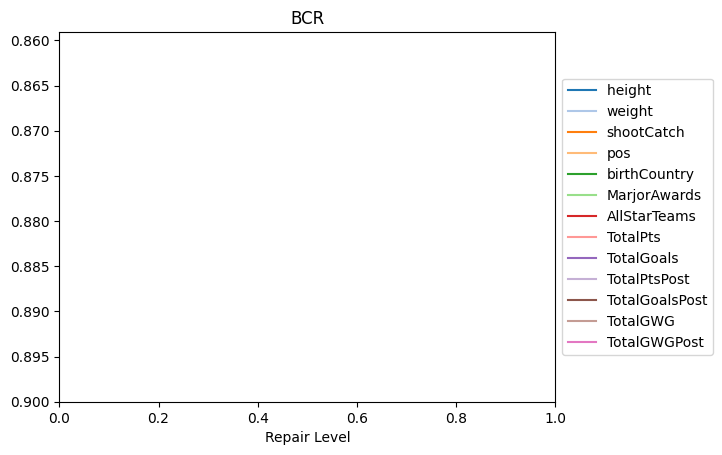 BCR
0.860
0.865
0.870
0.875
0.880
0.885
0.890
0.895
0.900
0.0 0.2 0.4 0.6 0.8 1.0
Repair Level
height
weight
shootCatch
pos
birthCountry
MarjorAwards
AllStarTeams
TotalPts
TotalGoals
TotalPtsPost
TotalGoalsPost
TotalGWG
TotalGWGPost